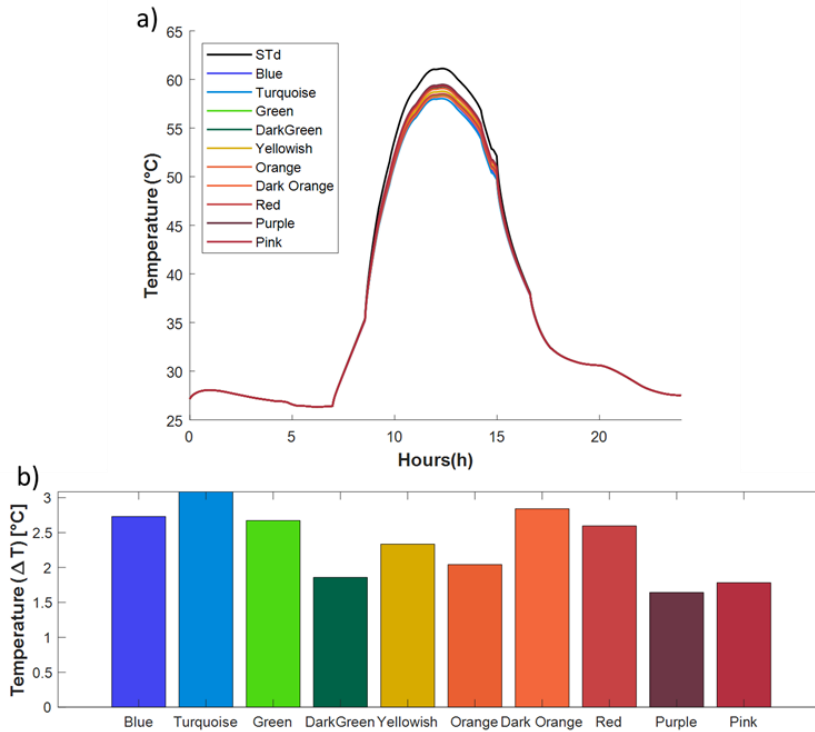 a)
65
60
55
50
45
40
35
30
25
Temperature (°C)
STd
Blue
Turquoise
Green
DarkGreen
Yellowish
Orange
Dark Orange
Red
Purple
Pink
0 5 10 15 20
Hours(h)
b)
3
2.5
2
1.5
1
0.5
0
Temperature (Δ T) [°C]
Blue Turquoise Green DarkGreen Yellowish Orange Dark Orange Red Purple Pink